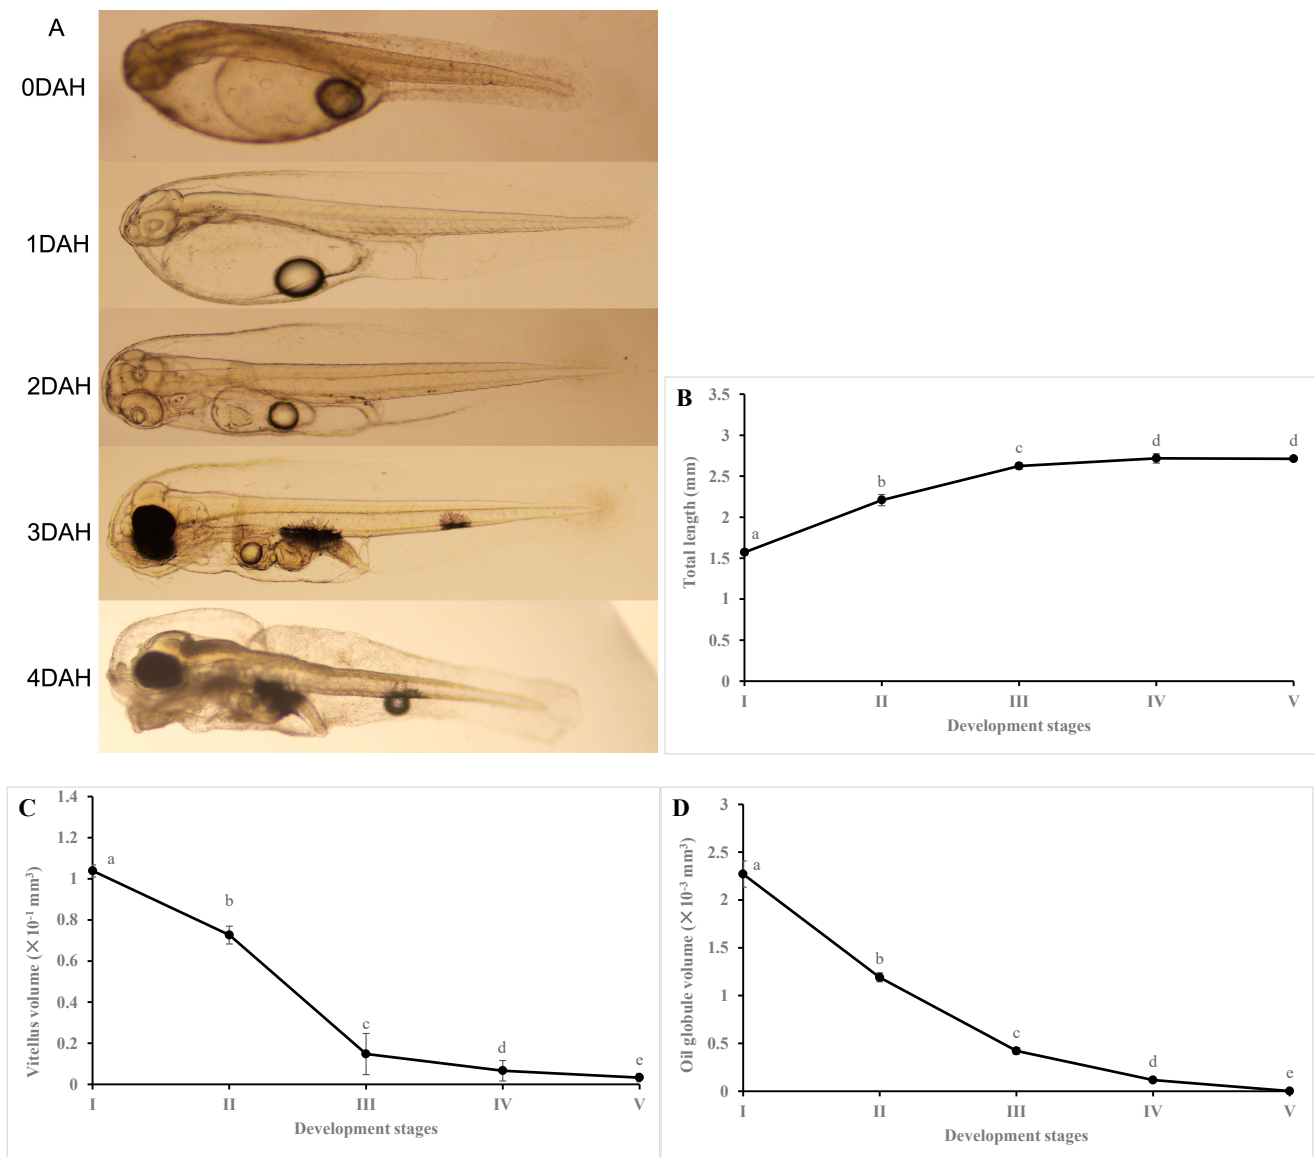 A
0DAH
1DAH
2DAH
3DAH
4DAH
B
3.5
3
2.5
2
1.5
1
0.5
0
Total length (mm)
a
b
c
d
d
I
II
III
IV
V
Development stages
C
1.4
1.2
1
0.8
0.6
0.4
0.2
0
Vitellus volume (×10⁻¹ mm³)
a
b
c
d
e
I
II
III
IV
V
Development stages
D
3
2.5
2
1.5
1
0.5
0
Oil globule volume (×10⁻³ mm³)
a
b
c
d
e
I
II
III
IV
V
Development stages